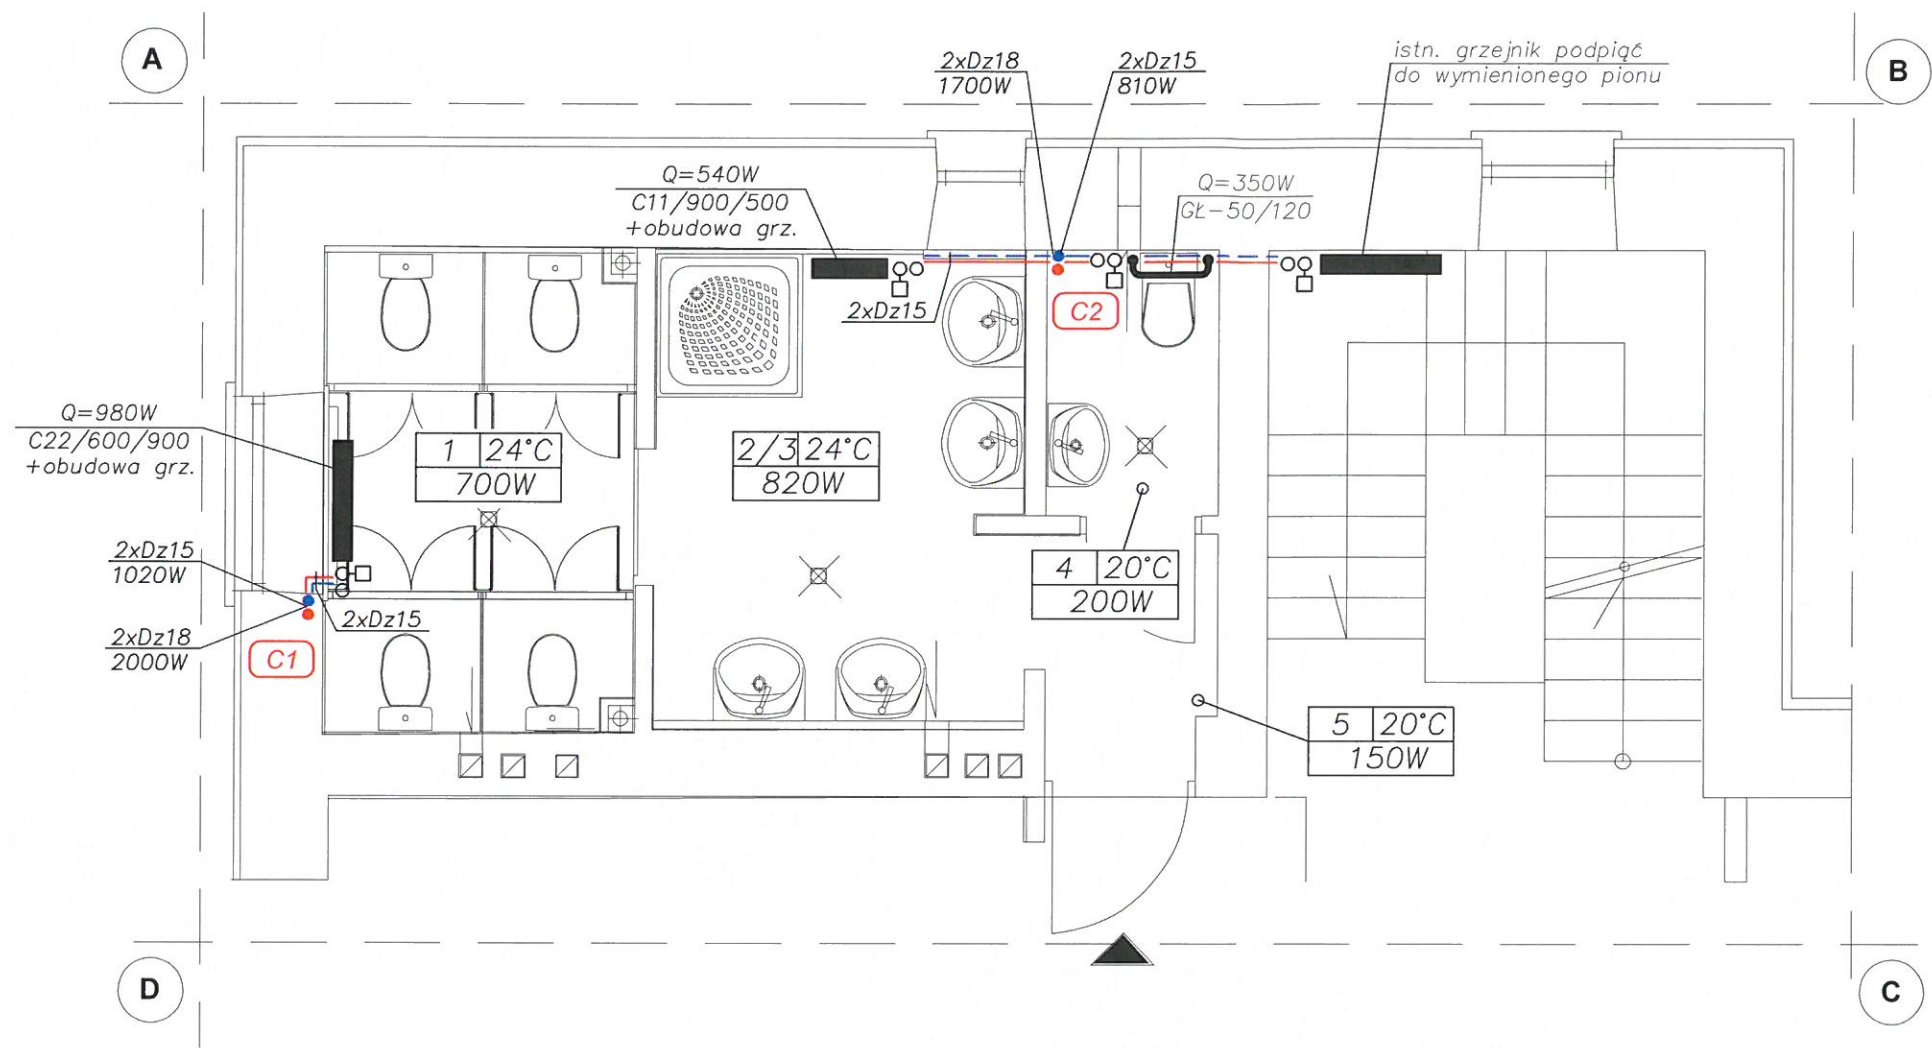 A
B
2xDz18
1700W
2xDz15
810W
istn. grzejnik podpiąć
do wymienionego pionu
Q=540W
C11/900/500
+obudowa grz.
Q=350W
GŁ-50/120
2xDz15
C2
Q=980W
C22/600/900
+obudowa grz.
1 24°C
700W
2/3 24°C
820W
2xDz15
1020W
2xDz18
2000W
2xDz15
C1
4 20°C
200W
5 20°C
150W
D
C